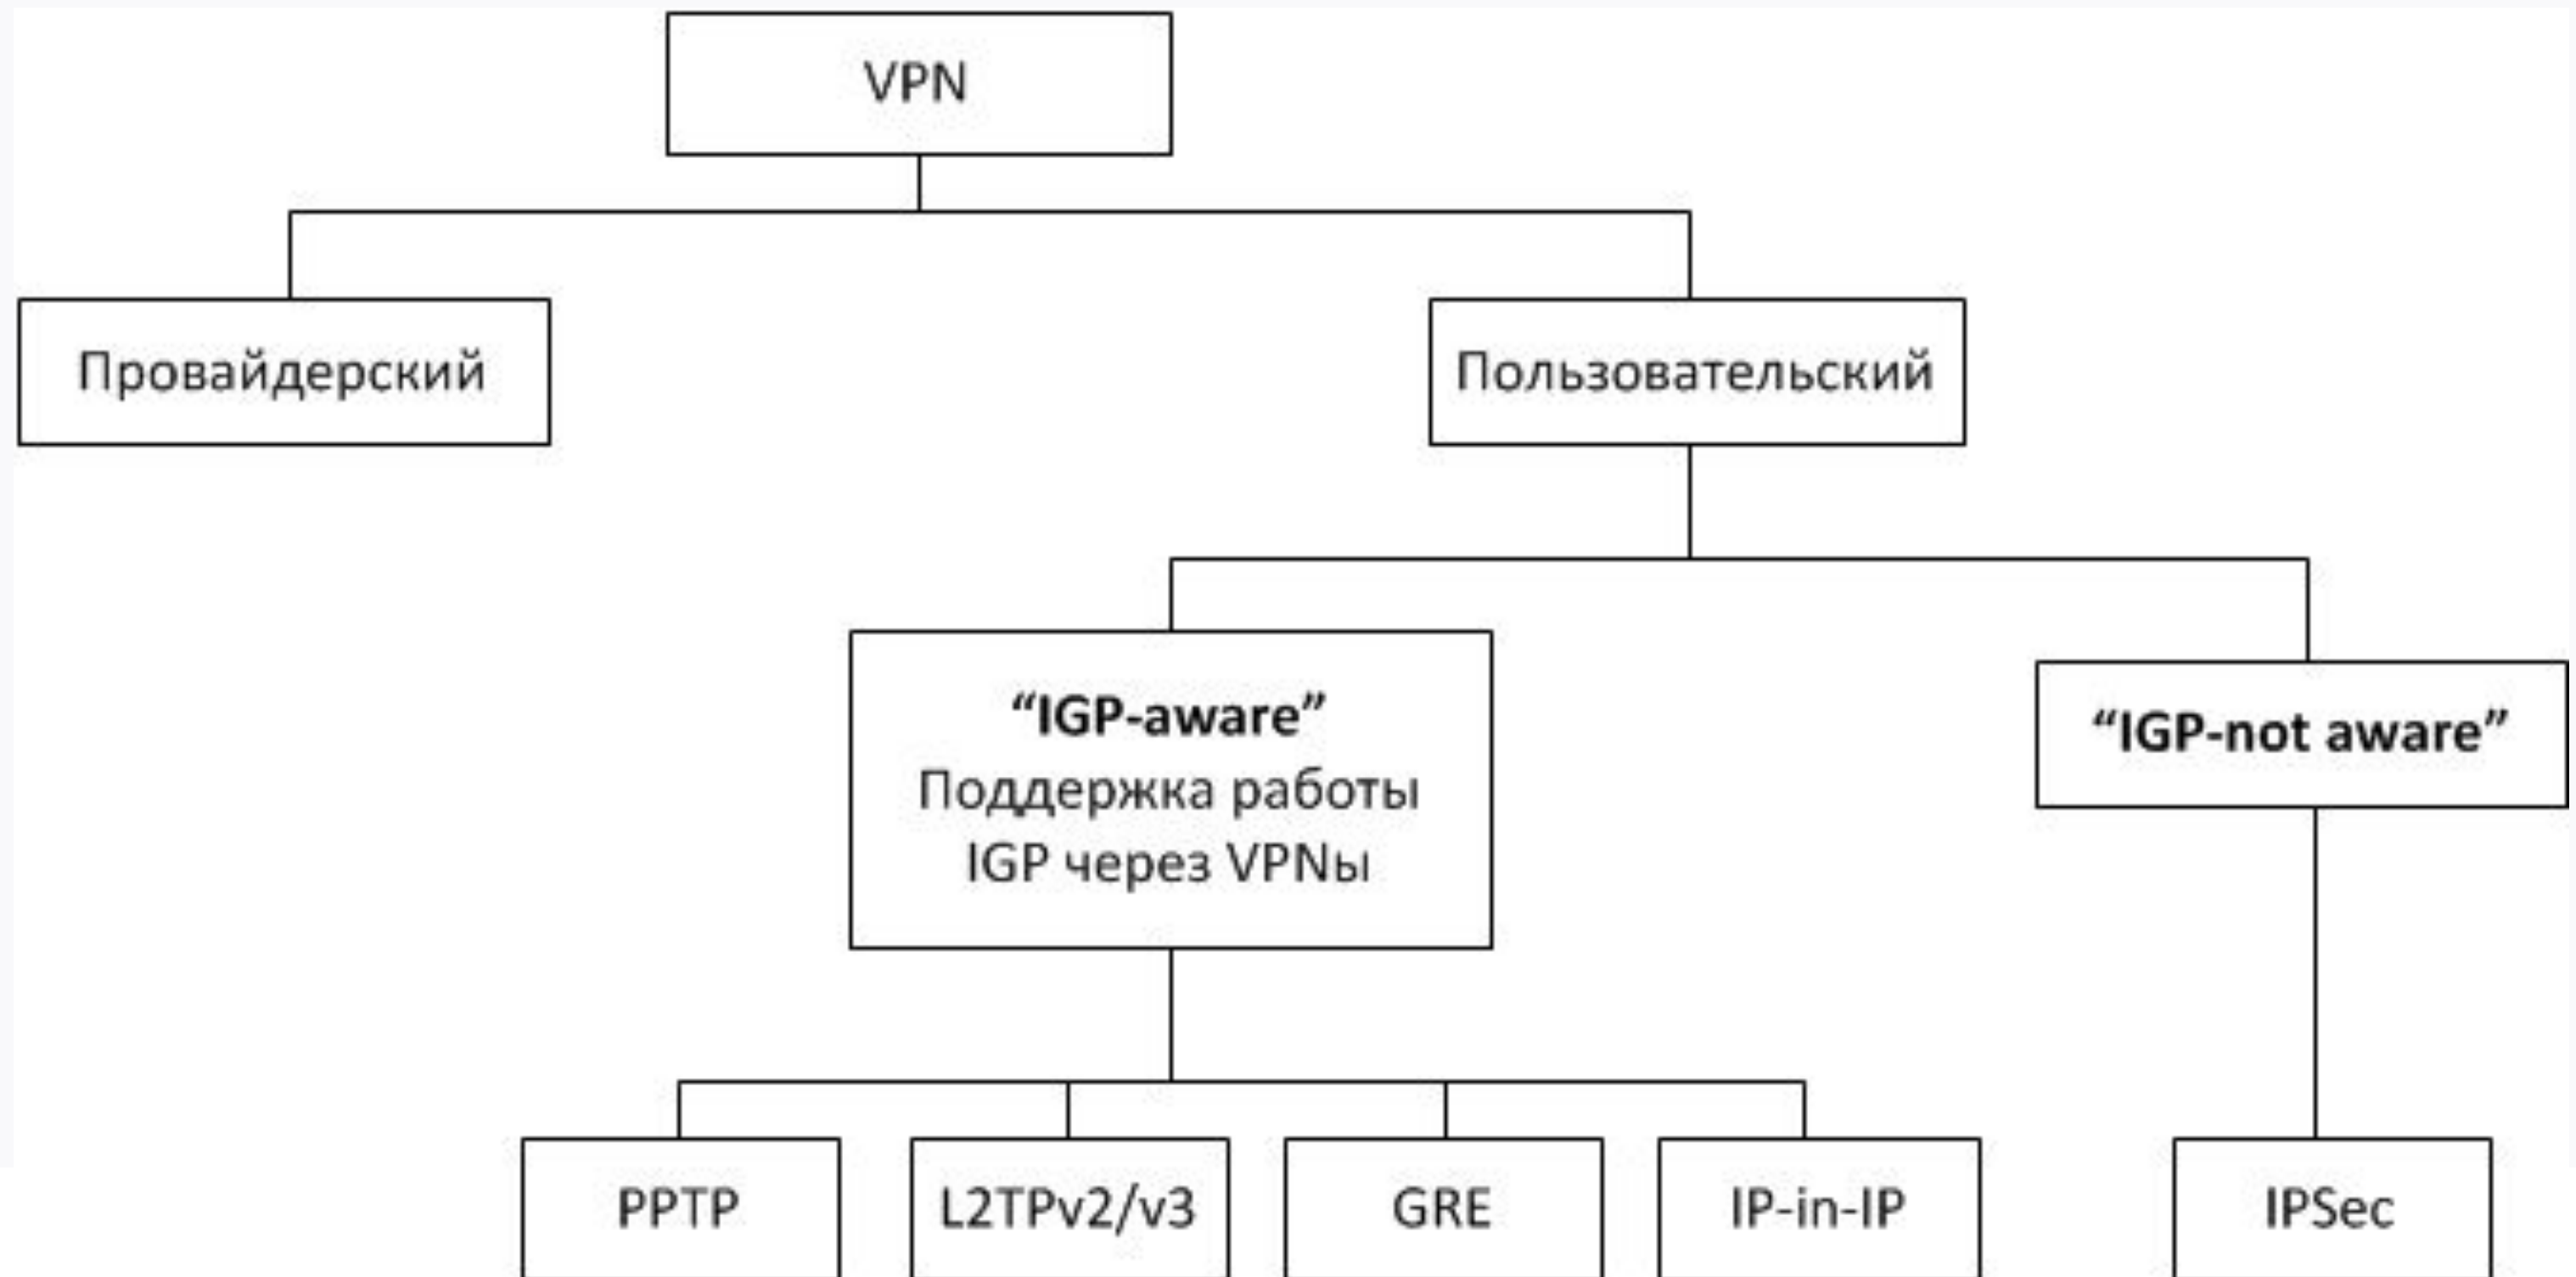 VPN
Провайдерский
Пользовательский
“IGP-aware”
Поддержка работы
IGP через VPNы
“IGP-not aware”
PPTP
L2TPv2/v3
GRE
IP-in-IP
IPSec